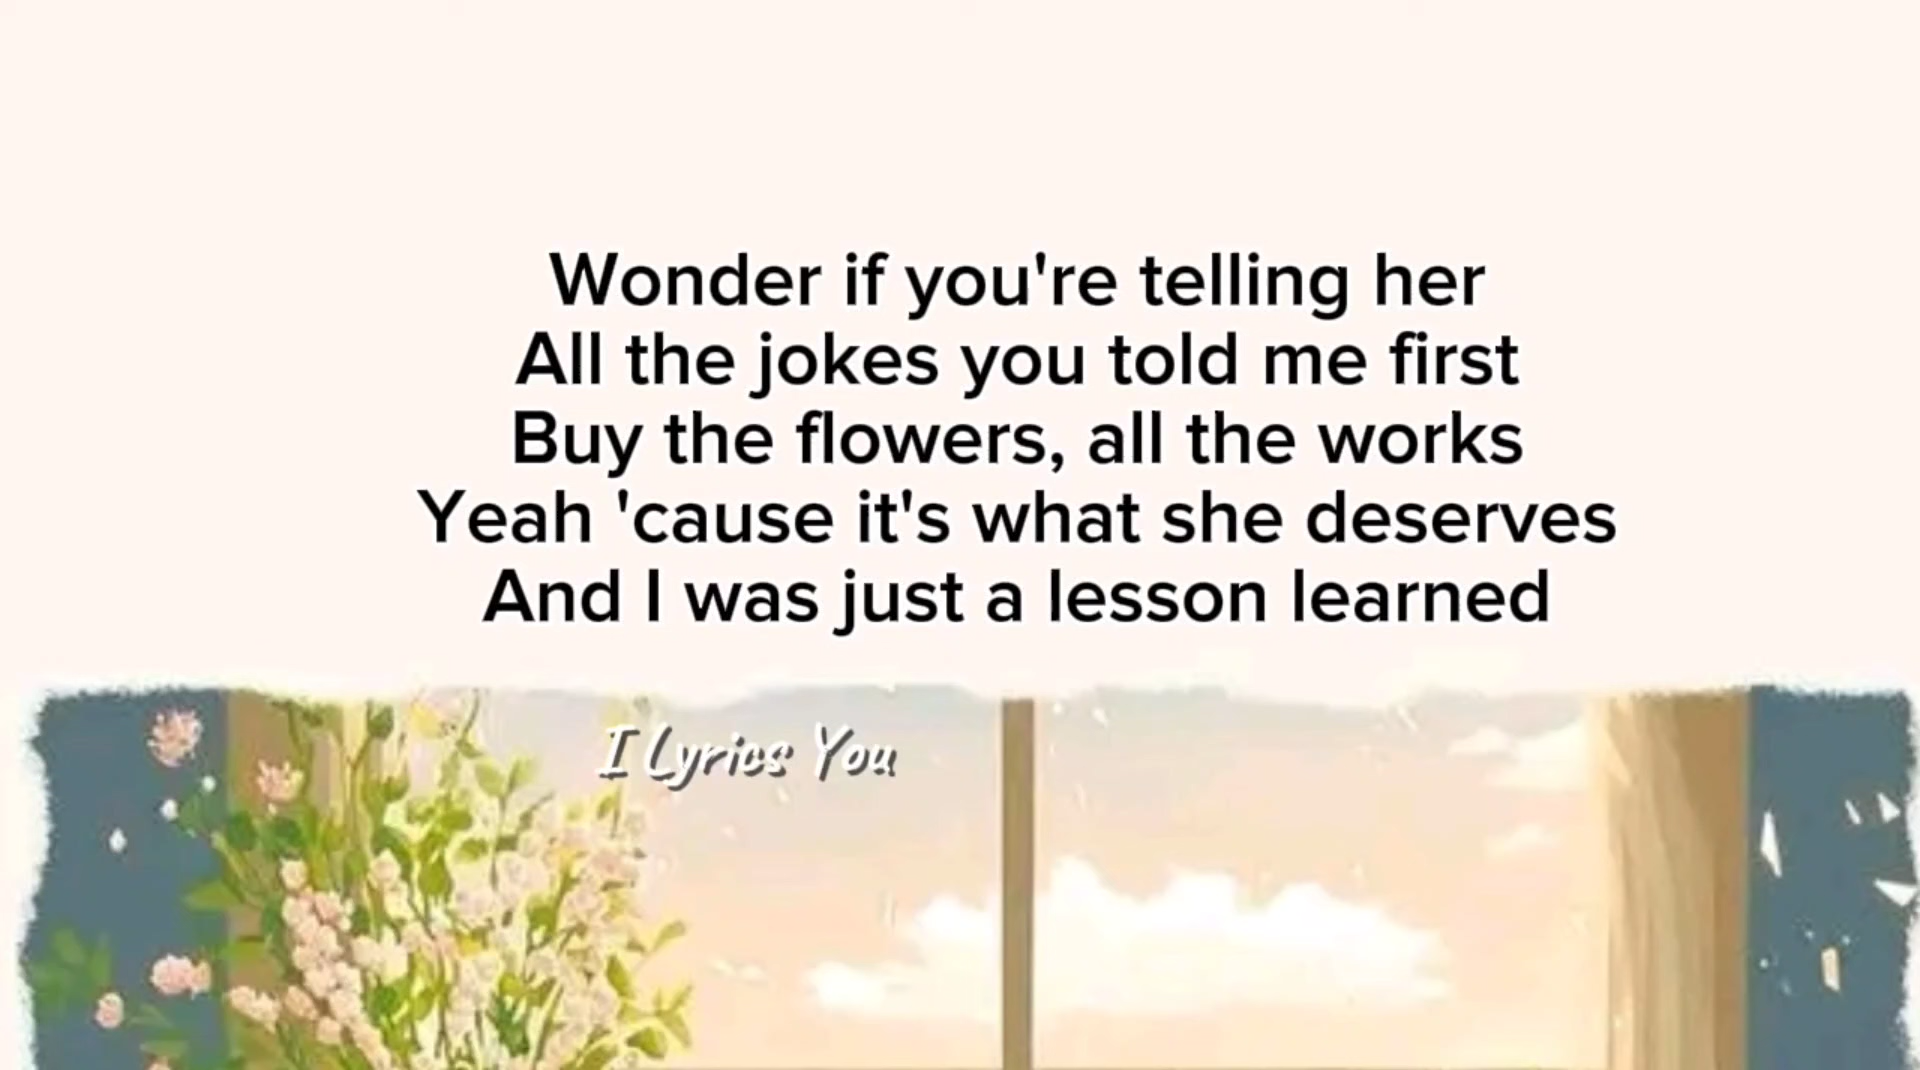 Wonder if you're telling her
All the jokes you told me first
Buy the flowers, all the works
Yeah 'cause it's what she deserves
And I was just a lesson learned
I Lyrics You